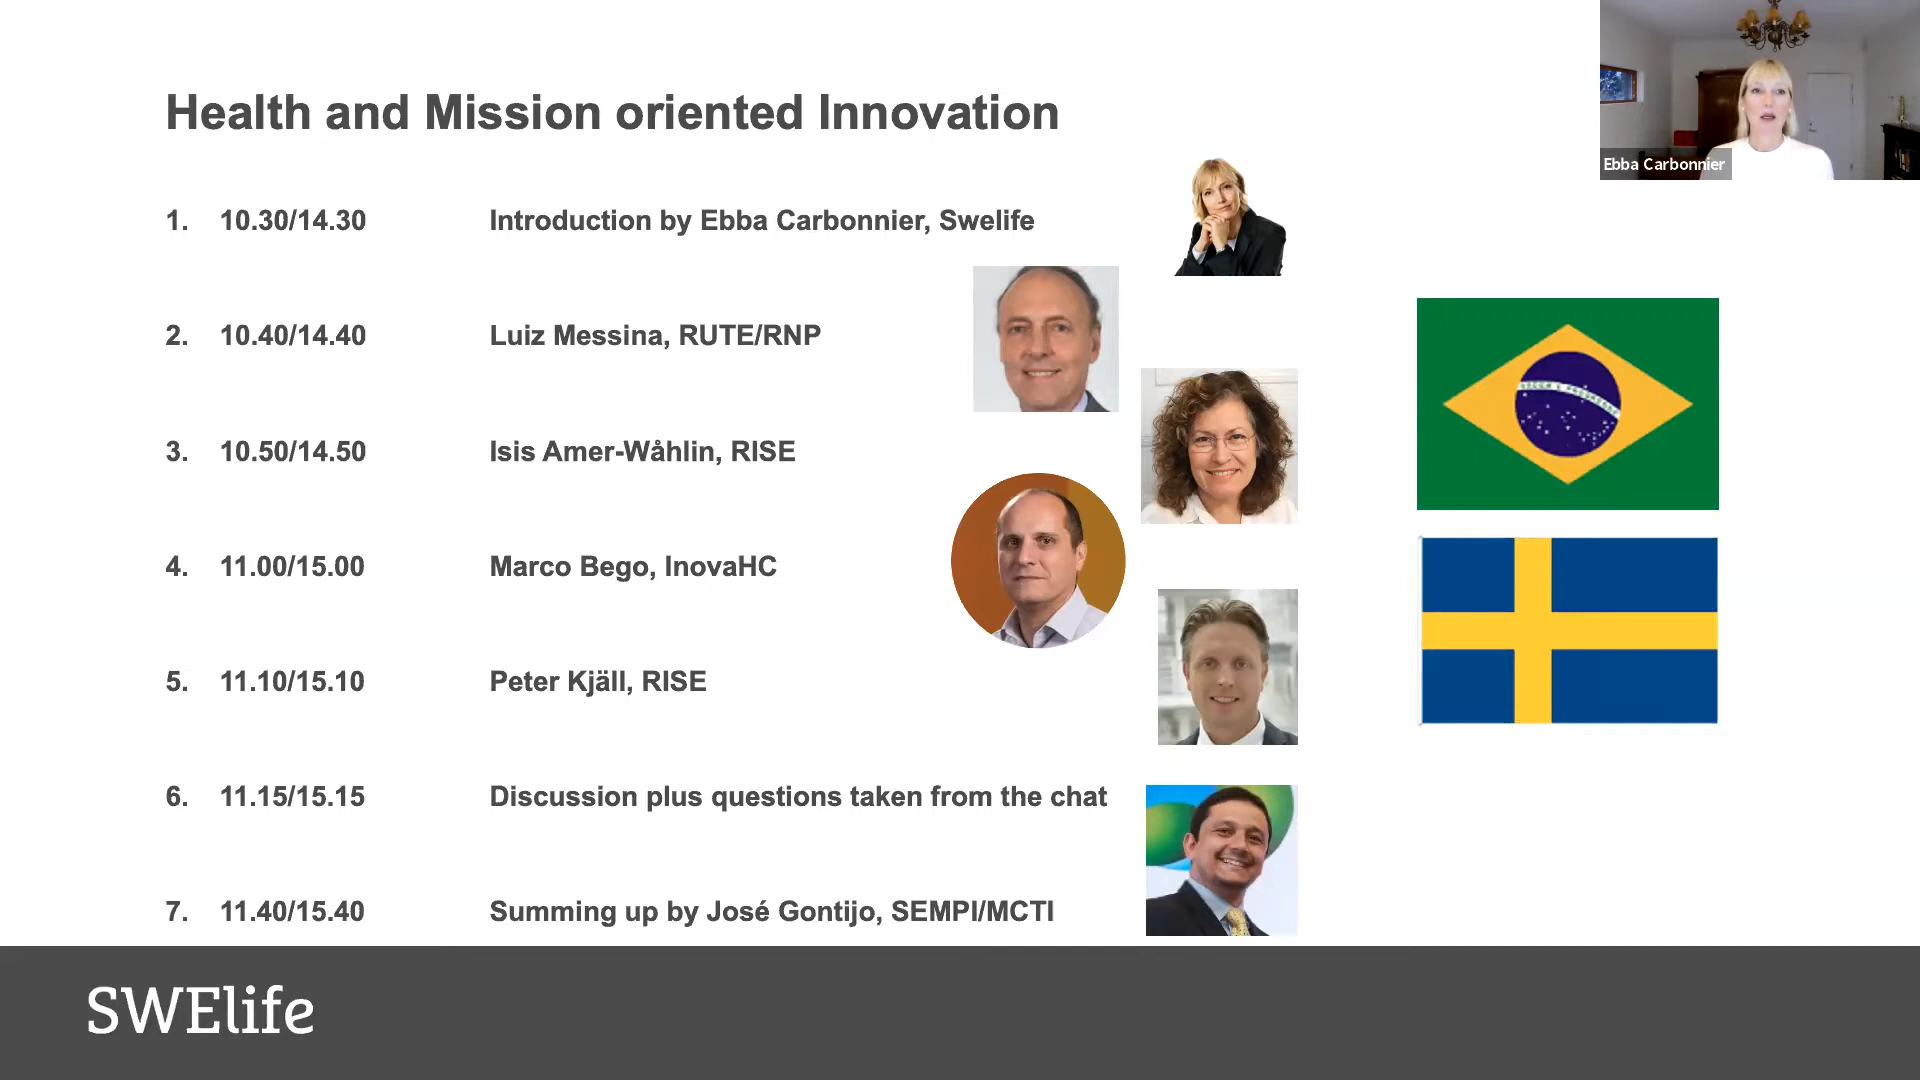 Health and Mission oriented Innovation
Ebba Carbonnier
1. 10.30/14.30 Introduction by Ebba Carbonnier, Swelife
2. 10.40/14.40 Luiz Messina, RUTE/RNP
3. 10.50/14.50 Isis Amer-Wåhlin, RISE
4. 11.00/15.00 Marco Bego, InovaHC
5. 11.10/15.10 Peter Kjäll, RISE
6. 11.15/15.15 Discussion plus questions taken from the chat
7. 11.40/15.40 Summing up by José Gontijo, SEMPI/MCTI
SWElife